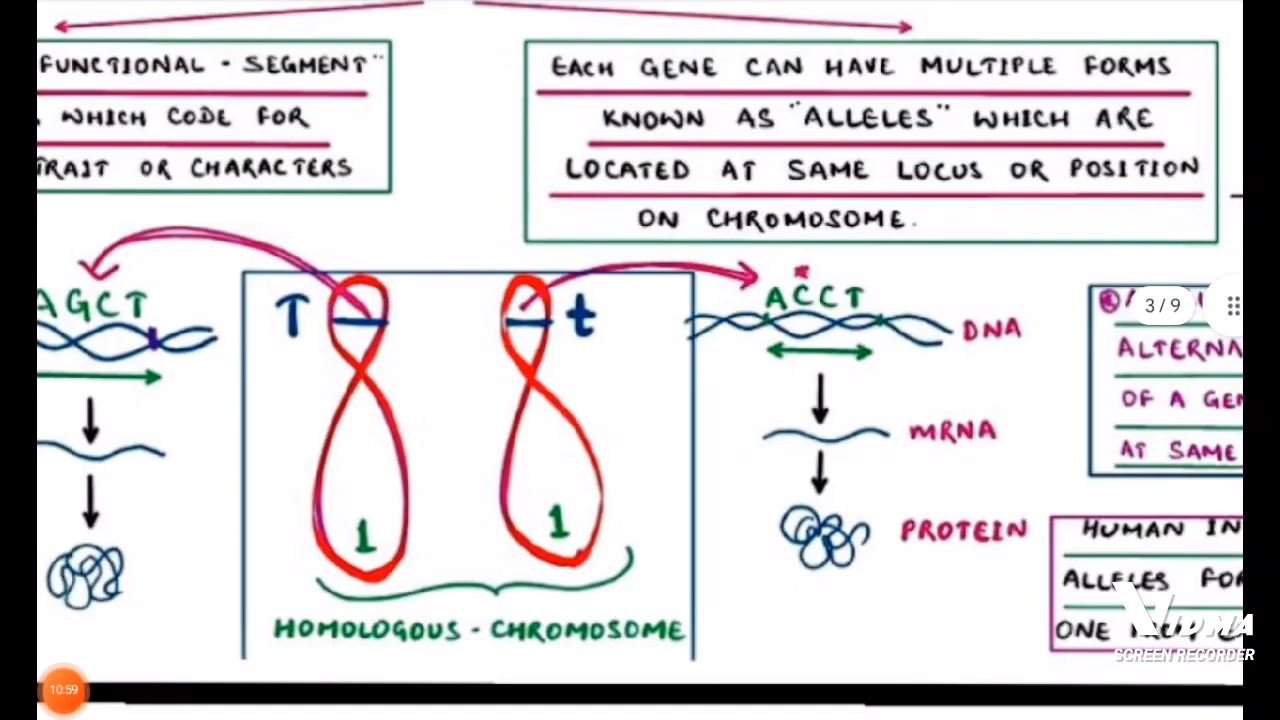 FUNCTIONAL - SEGMENT"
WHICH CODE FOR
TRAIT OR CHARACTERS
EACH GENE CAN HAVE MULTIPLE FORMS
KNOWN AS "ALLELES" WHICH ARE
LOCATED AT SAME LOCUS OR POSITION
ON CHROMOSOME.
AGCT
T
t
*
ACCT
DNA
MRNA
PROTEIN
1
1
HOMOLOGOUS - CHROMOSOME
3/9
ALTERNA
OF A GEN
AT SAME
HUMAN IN
ALLELES FOR
ONE
VIDMA
SCREEN RECORDER
10:59